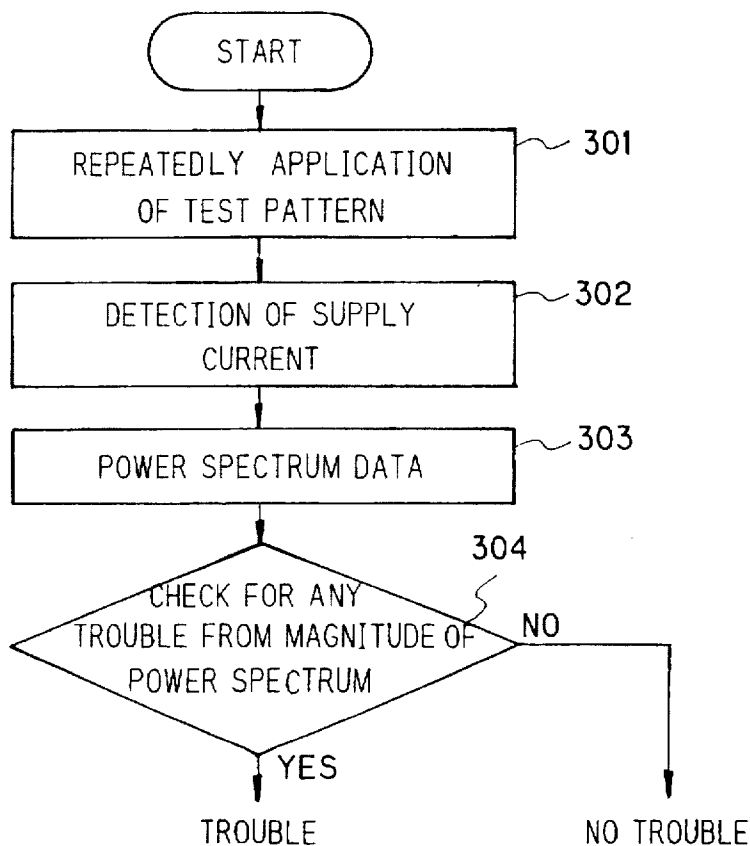 START
REPEATEDLY APPLICATION
OF TEST PATTERN
301
DETECTION OF SUPPLY
CURRENT
302
POWER SPECTRUM DATA
303
304
CHECK FOR ANY
TROUBLE FROM MAGNITUDE OF
POWER SPECTRUM
NO
YES
TROUBLE
NO TROUBLE